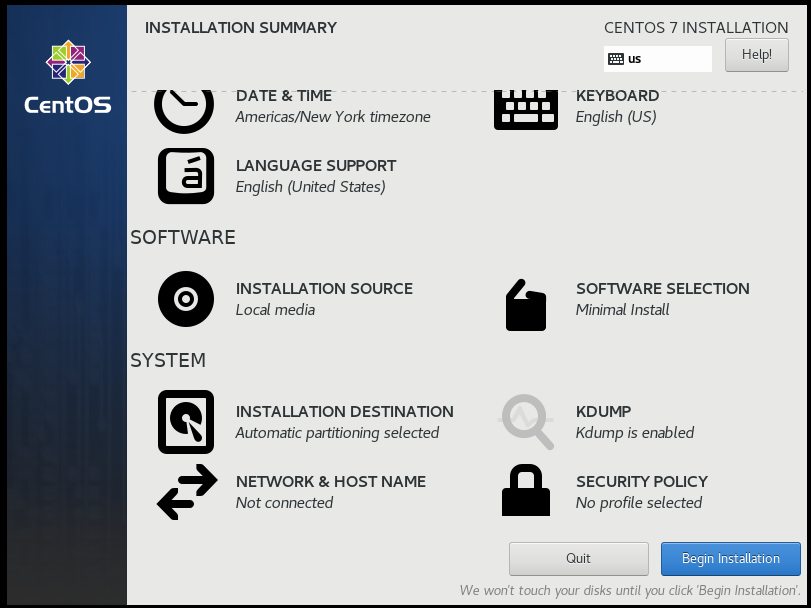 INSTALLATION SUMMARY
CENTOS 7 INSTALLATION
us
Help!
CentOS
DATE & TIME
Americas/New York timezone
KEYBOARD
English (US)
LANGUAGE SUPPORT
English (United States)
SOFTWARE
INSTALLATION SOURCE
Local media
SOFTWARE SELECTION
Minimal Install
SYSTEM
INSTALLATION DESTINATION
Automatic partitioning selected
KDUMP
Kdump is enabled
NETWORK & HOST NAME
Not connected
SECURITY POLICY
No profile selected
Quit
Begin Installation
We won't touch your disks until you click 'Begin Installation'.